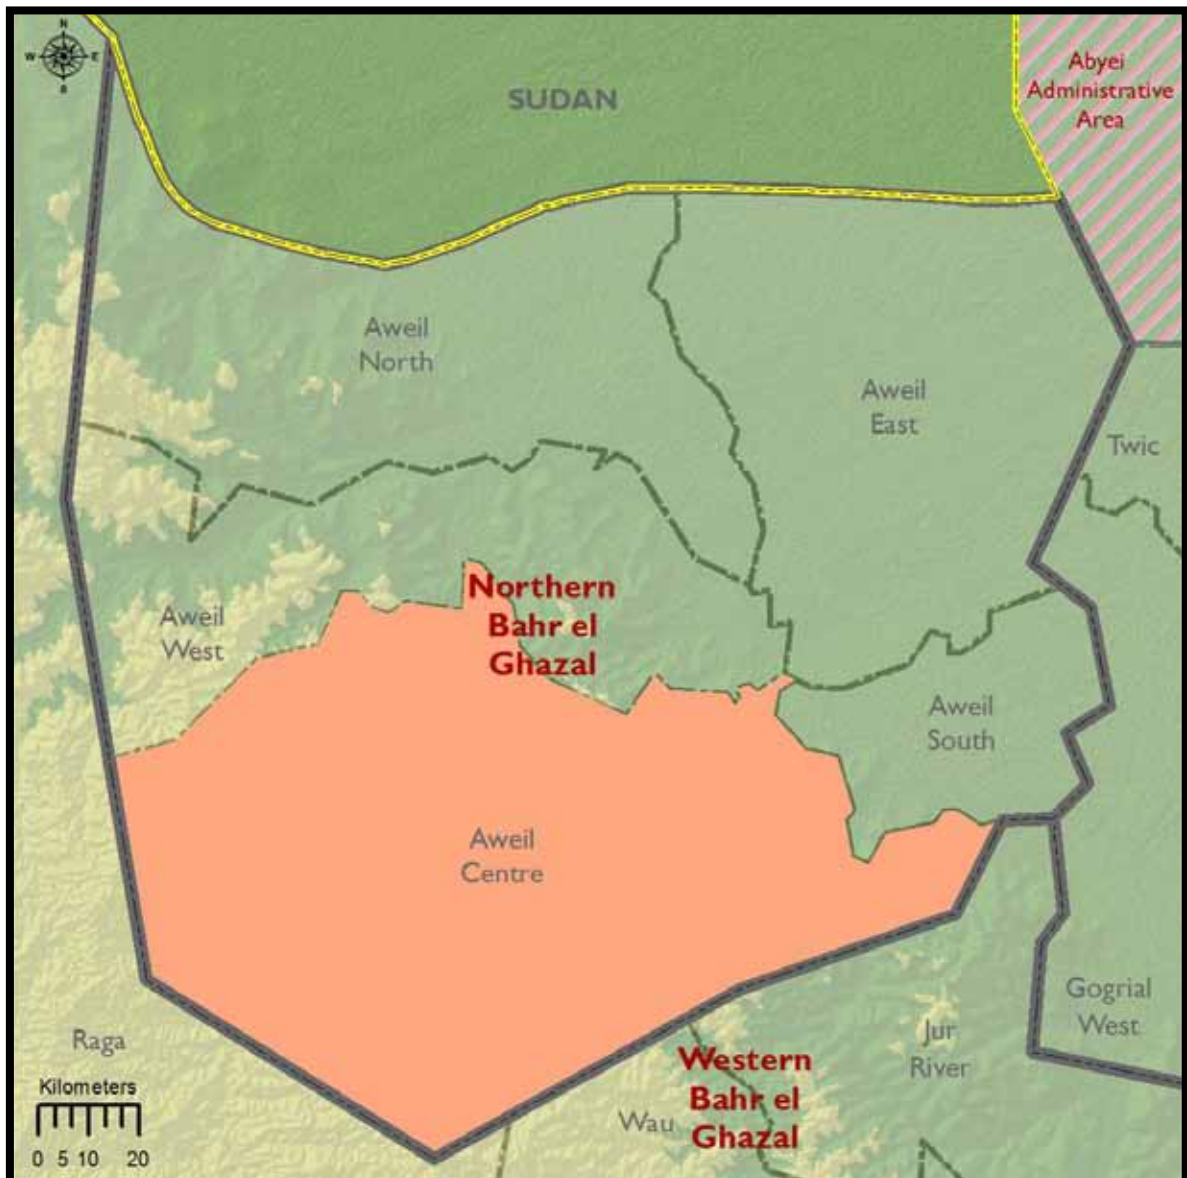 N
W E
S
SUDAN
Abyei
Administrative
Area
Aweil
North
Aweil
East
Twic
Northern
Bahr el
Ghazal
Aweil
West
Aweil
South
Aweil
Centre
Gogrial
West
Raga
Jur
River
Kilometers
0 5 10 20
Western
Bahr el
Ghazal
Wau